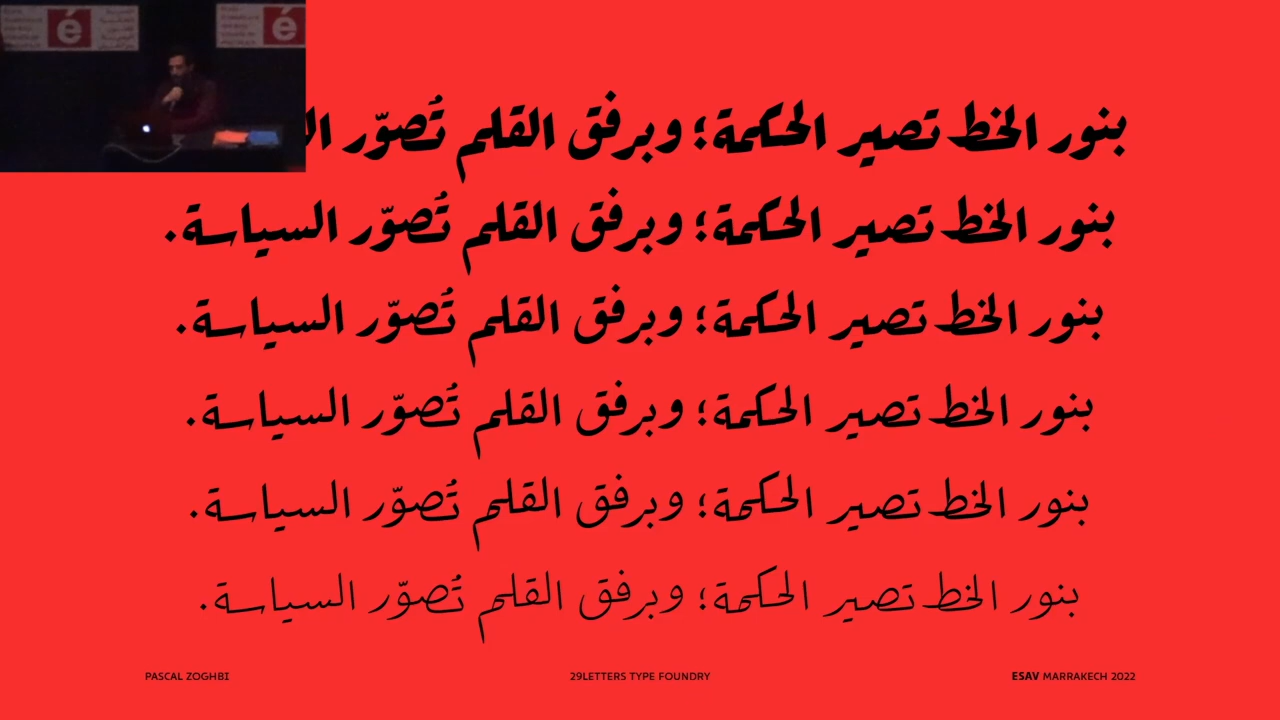 بنور الخط تصير الحكمة؛ وبرفق القلم تُصوّر
بنور الخط تصير الحكمة؛ وبرفق القلم تُصوّر السياسة.
بنور الخط تصير الحكمة؛ وبرفق القلم تُصوّر السياسة.
بنور الخط تصير الحكمة؛ وبرفق القلم تُصوّر السياسة.
بنور الخط تصير الحكمة؛ وبرفق القلم تُصوّر السياسة.
بنور الخط تصير الحكمة؛ وبرفق القلم تُصوّر السياسة.
PASCAL ZOGHBI 29LETTERS TYPE FOUNDRY ESAV MARRAKECH 2022
é
é